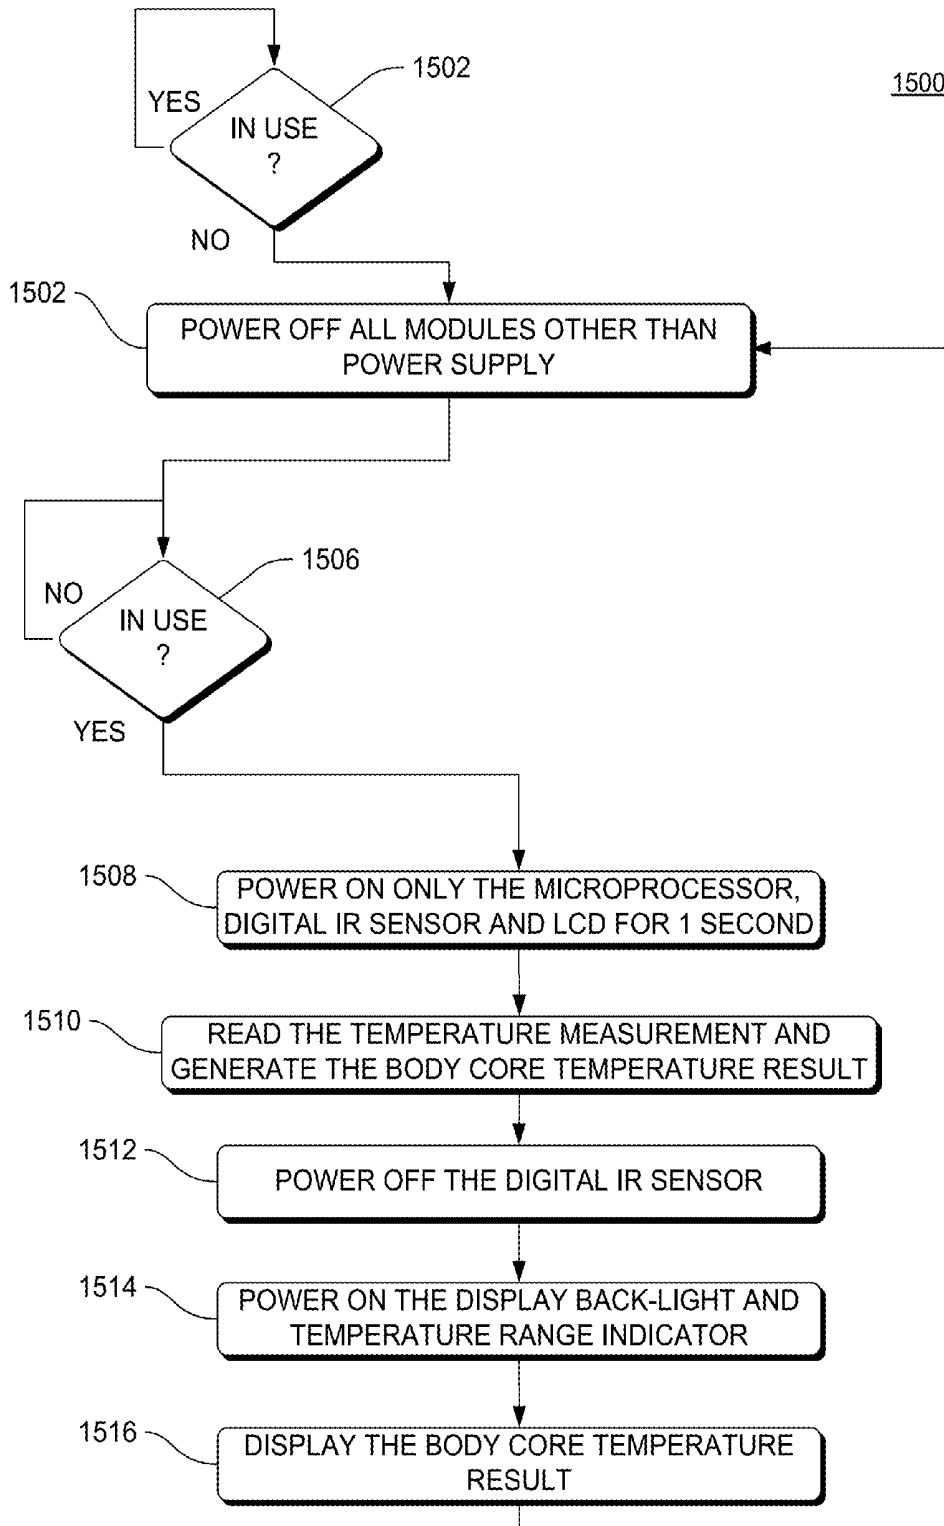 1502
1500
YES
IN USE
?
NO
1502
POWER OFF ALL MODULES OTHER THAN
POWER SUPPLY
1506
NO
IN USE
?
YES
1508
POWER ON ONLY THE MICROPROCESSOR,
DIGITAL IR SENSOR AND LCD FOR 1 SECOND
1510
READ THE TEMPERATURE MEASUREMENT AND
GENERATE THE BODY CORE TEMPERATURE RESULT
1512
POWER OFF THE DIGITAL IR SENSOR
1514
POWER ON THE DISPLAY BACK-LIGHT AND
TEMPERATURE RANGE INDICATOR
1516
DISPLAY THE BODY CORE TEMPERATURE
RESULT